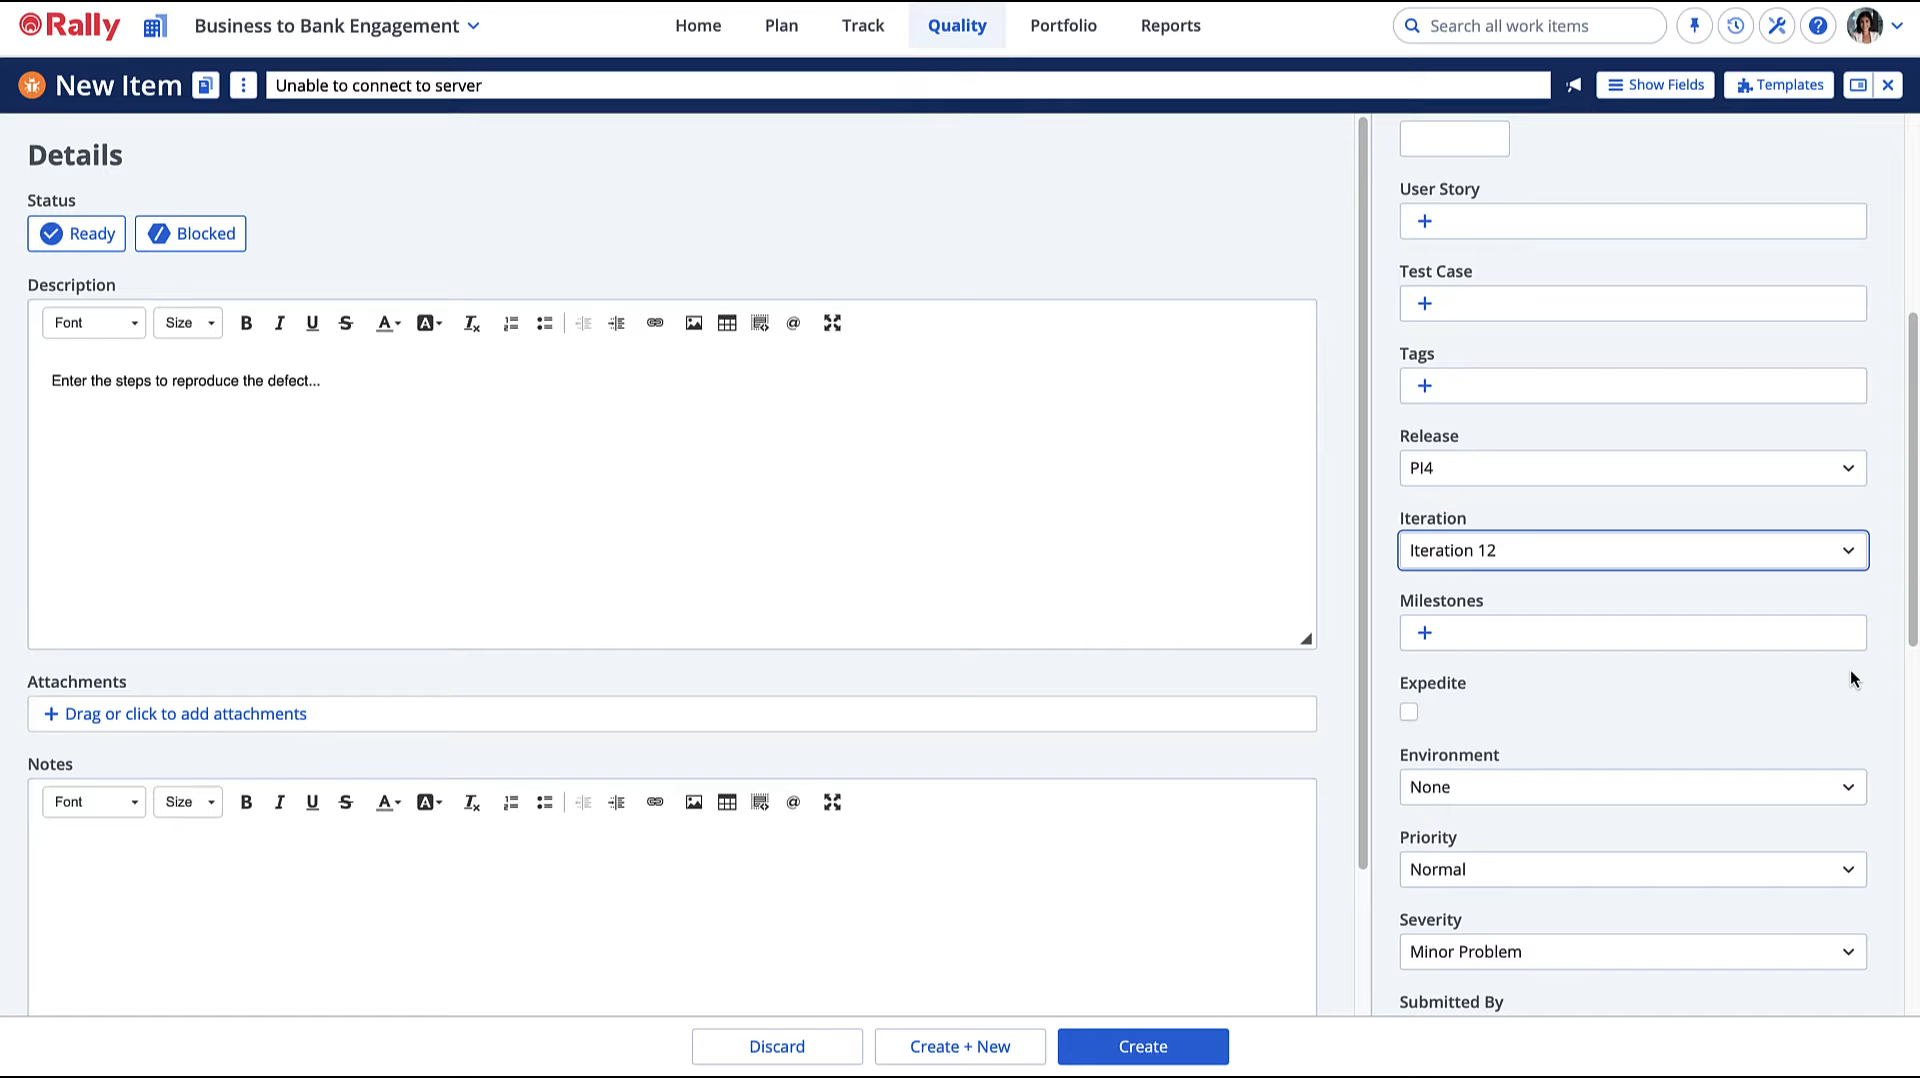 Rally Business to Bank Engagement Home Plan Track Quality Portfolio Reports Search all work items
New Item Unable to connect to server Show Fields Templates
Details
Status
Ready Blocked
Description
Font Size
Enter the steps to reproduce the defect...
Attachments
+ Drag or click to add attachments
Notes
Font Size
User Story
+
Test Case
+
Tags
+
Release
PI4
Iteration
Iteration 12
Milestones
+
Expedite
Environment
None
Priority
Normal
Severity
Minor Problem
Submitted By
Discard Create + New Create